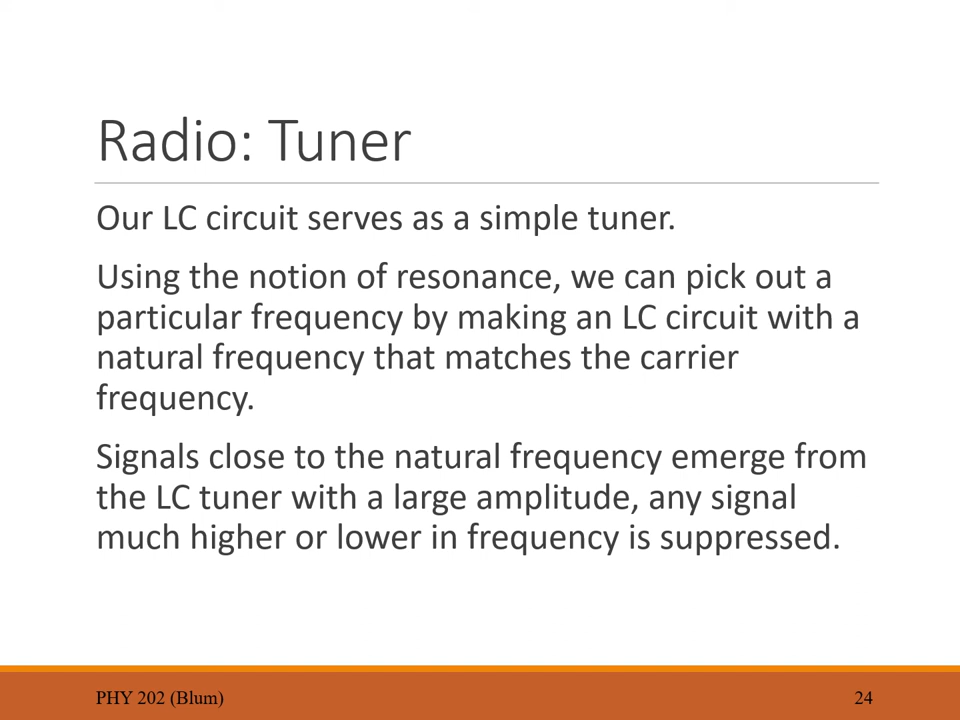 Radio: Tuner
Our LC circuit serves as a simple tuner.
Using the notion of resonance, we can pick out a
particular frequency by making an LC circuit with a
natural frequency that matches the carrier
frequency.
Signals close to the natural frequency emerge from
the LC tuner with a large amplitude, any signal
much higher or lower in frequency is suppressed.
PHY 202 (Blum)
24